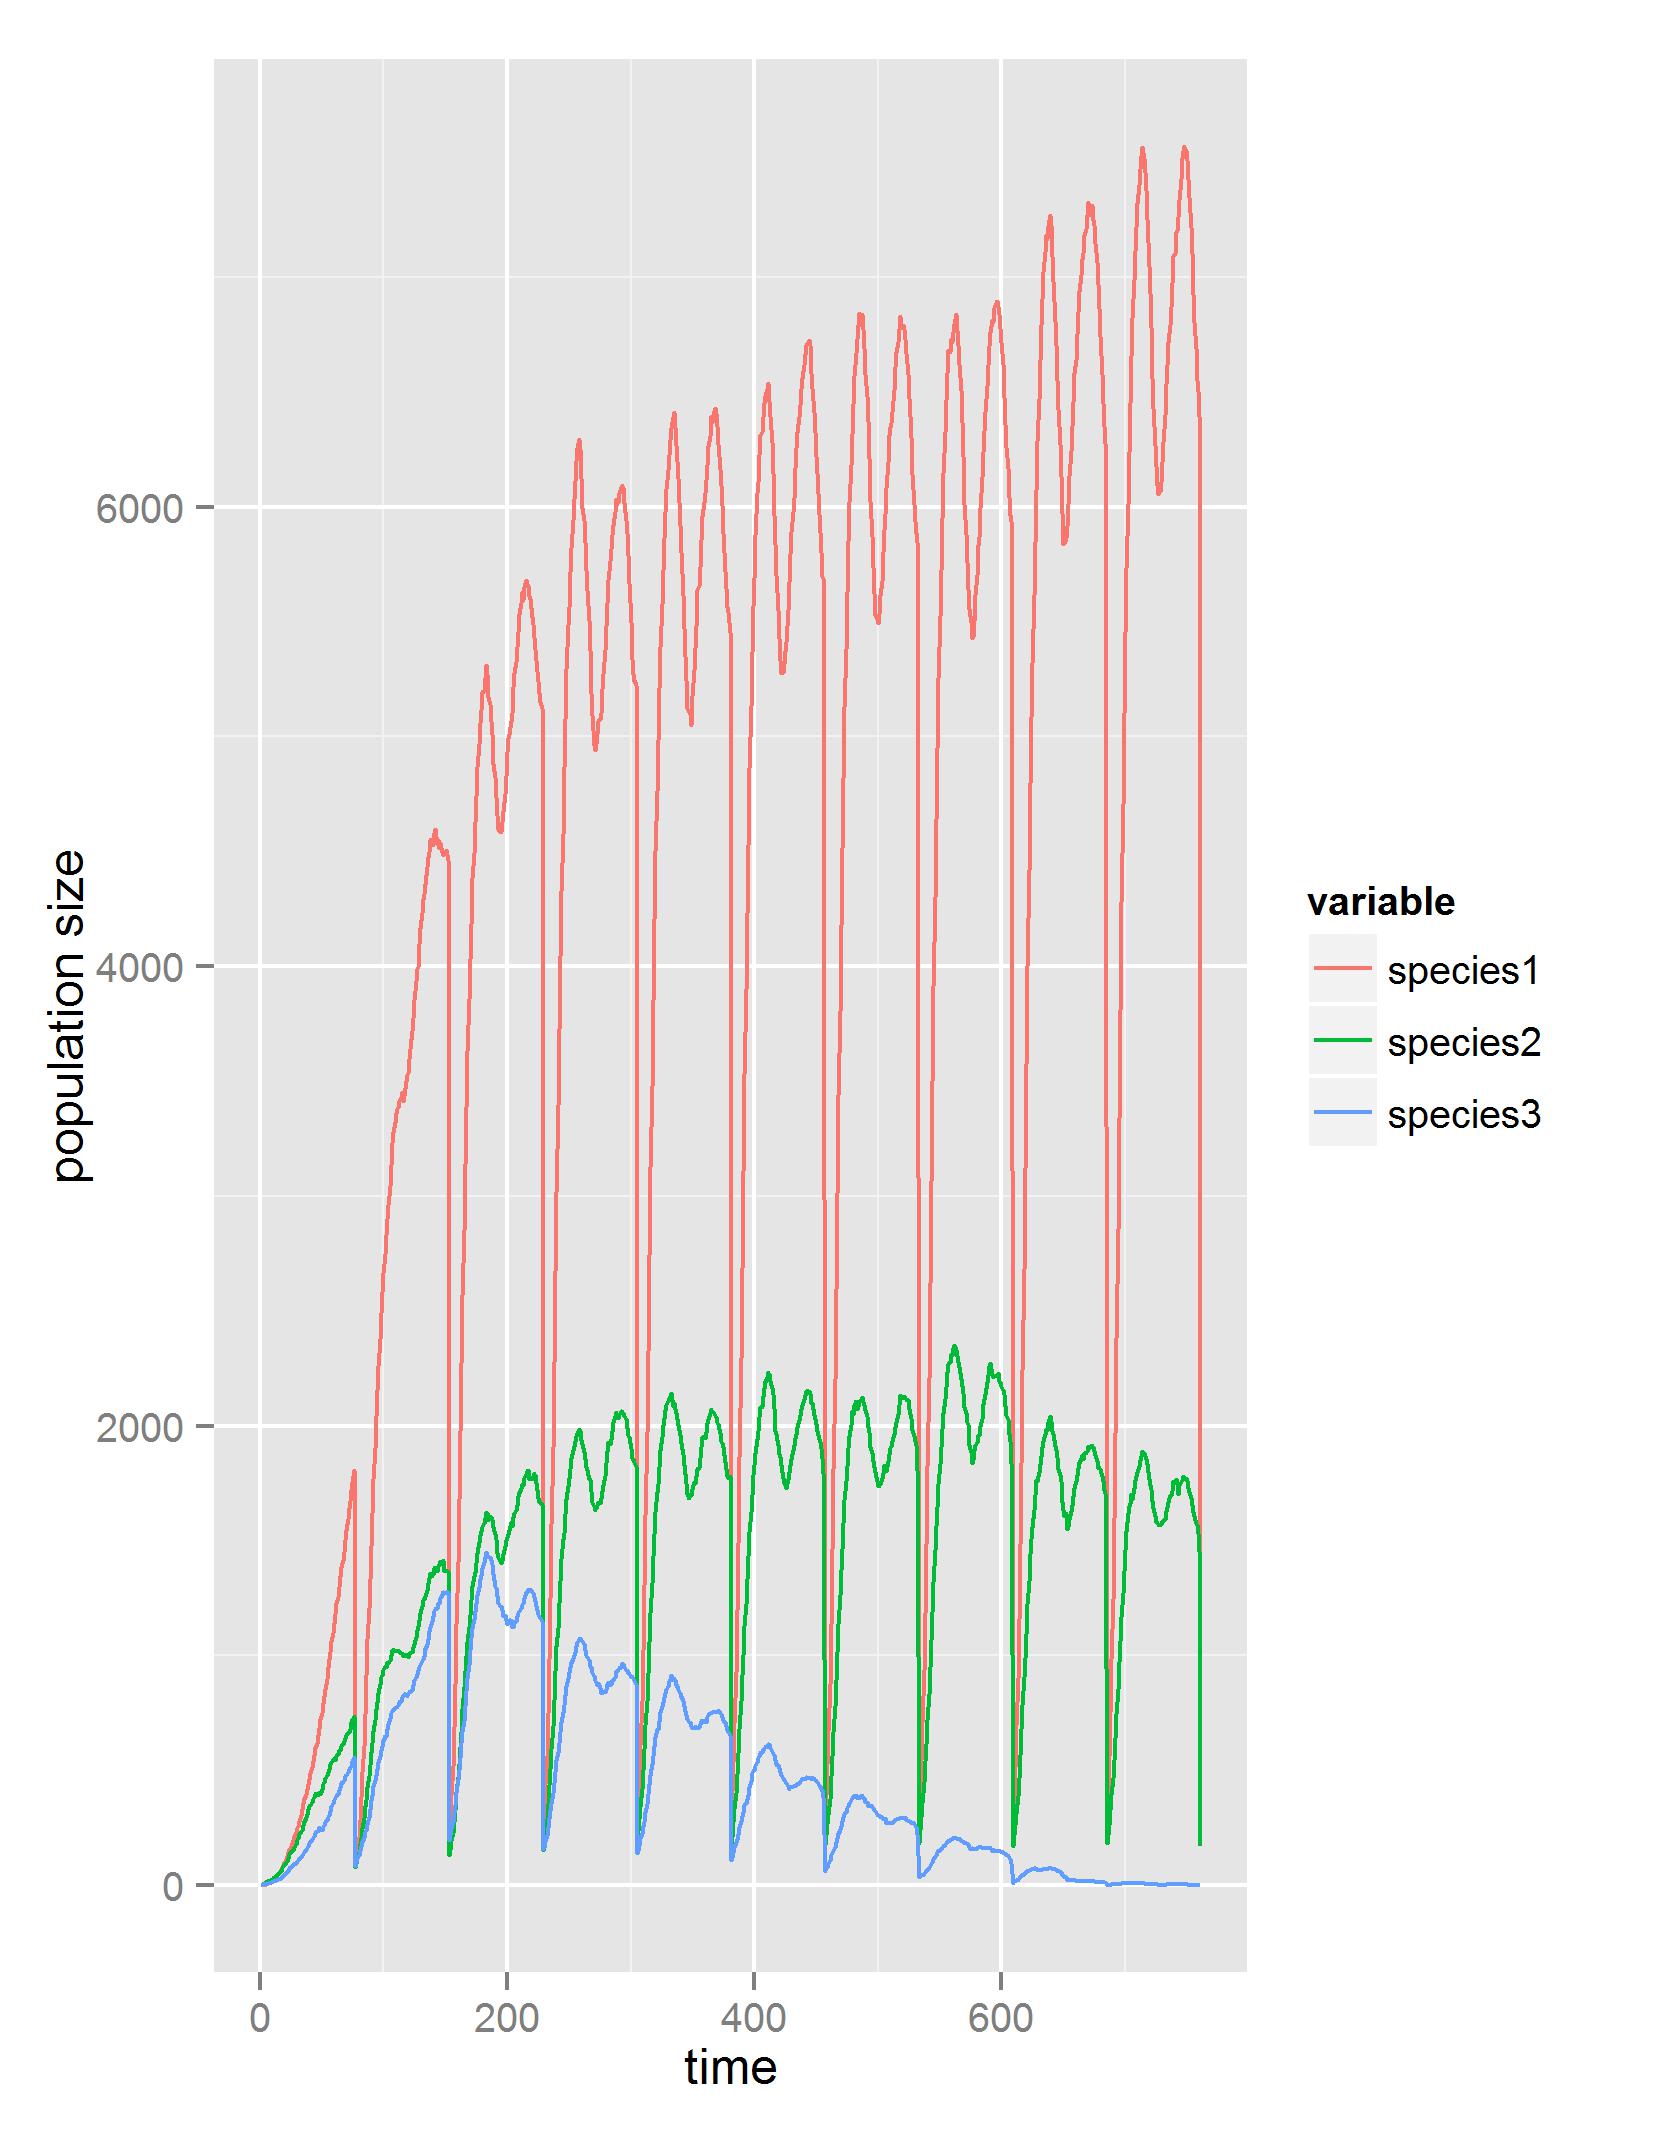 population size
6000
4000
2000
0
0 200 400 600
time
variable
species1
species2
species3